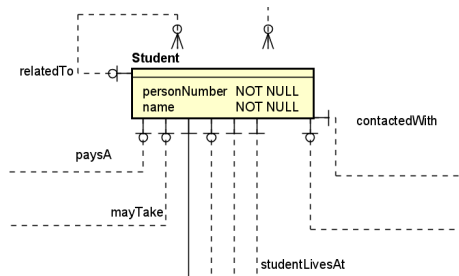 Student
relatedTo
personNumber NOT NULL
name NOT NULL
contactedWith
paysA
mayTake
studentLivesAt